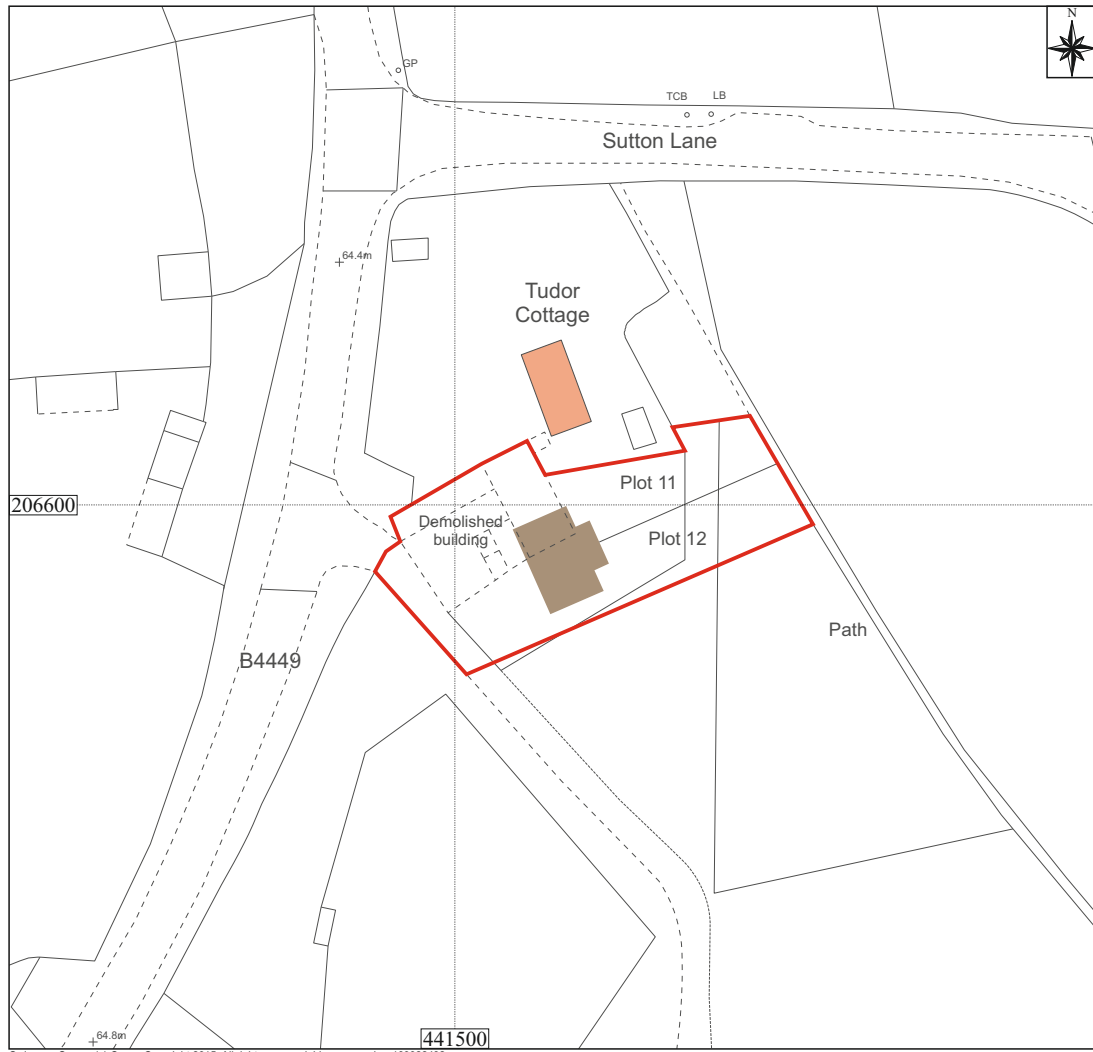 N
GP
TCB LB
Sutton Lane
64.4m
Tudor
Cottage
Plot 11
206600
Demolished
building
Plot 12
Path
B4449
441500
64.8m